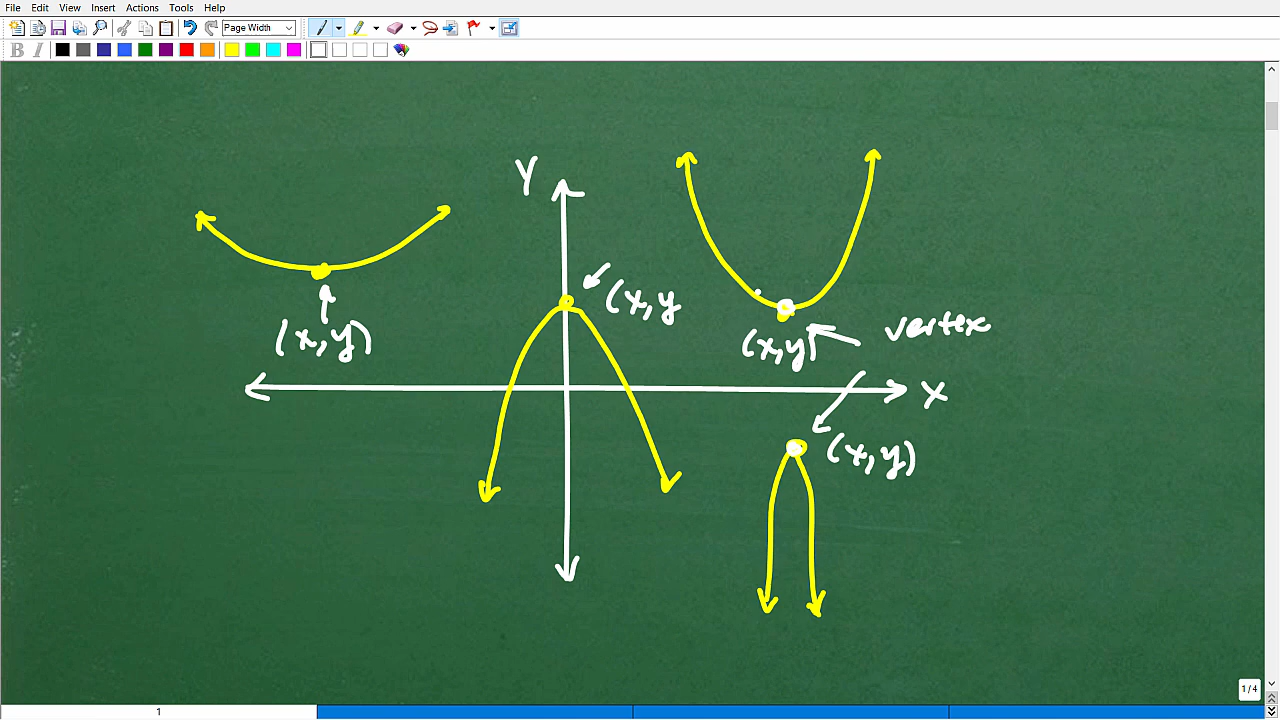 File Edit View Insert Actions Tools Help
Page Width
B I
Y
(x,y
(x,y)
vertex
(x,y)
X
(x,y)
1/4
1